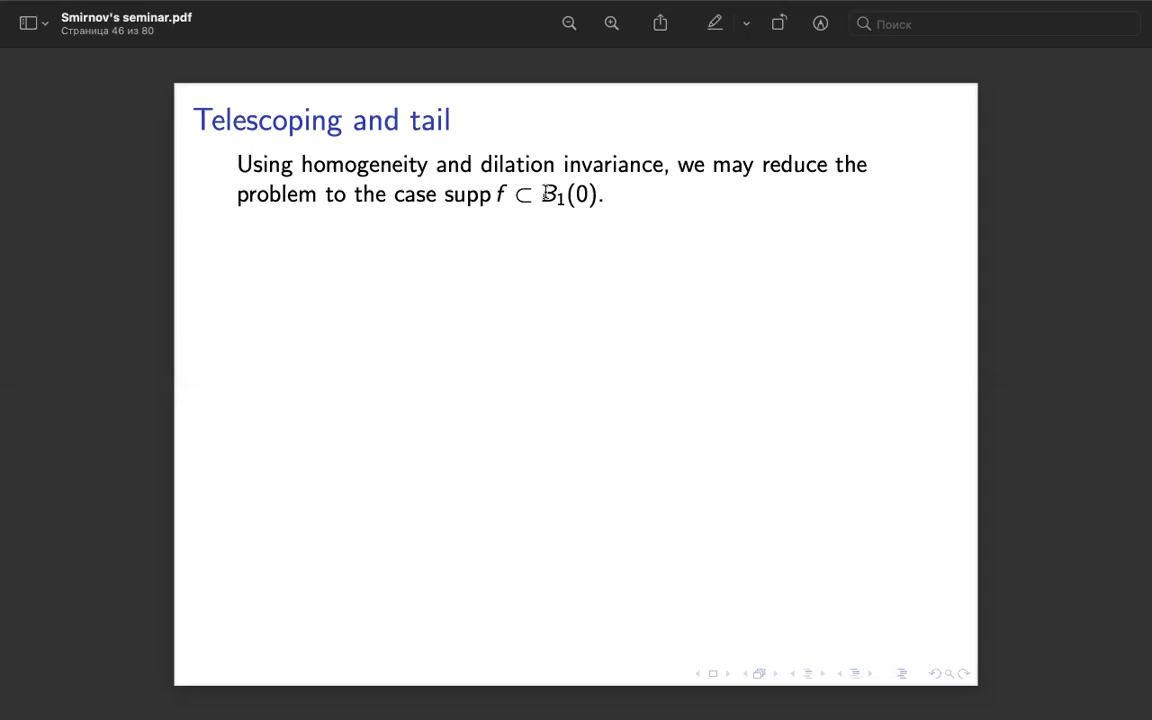 Smirnov's seminar.pdf
Страница 46 из 80
Поиск
Telescoping and tail
Using homogeneity and dilation invariance, we may reduce the
problem to the case supp f ⊂ B₁(0).